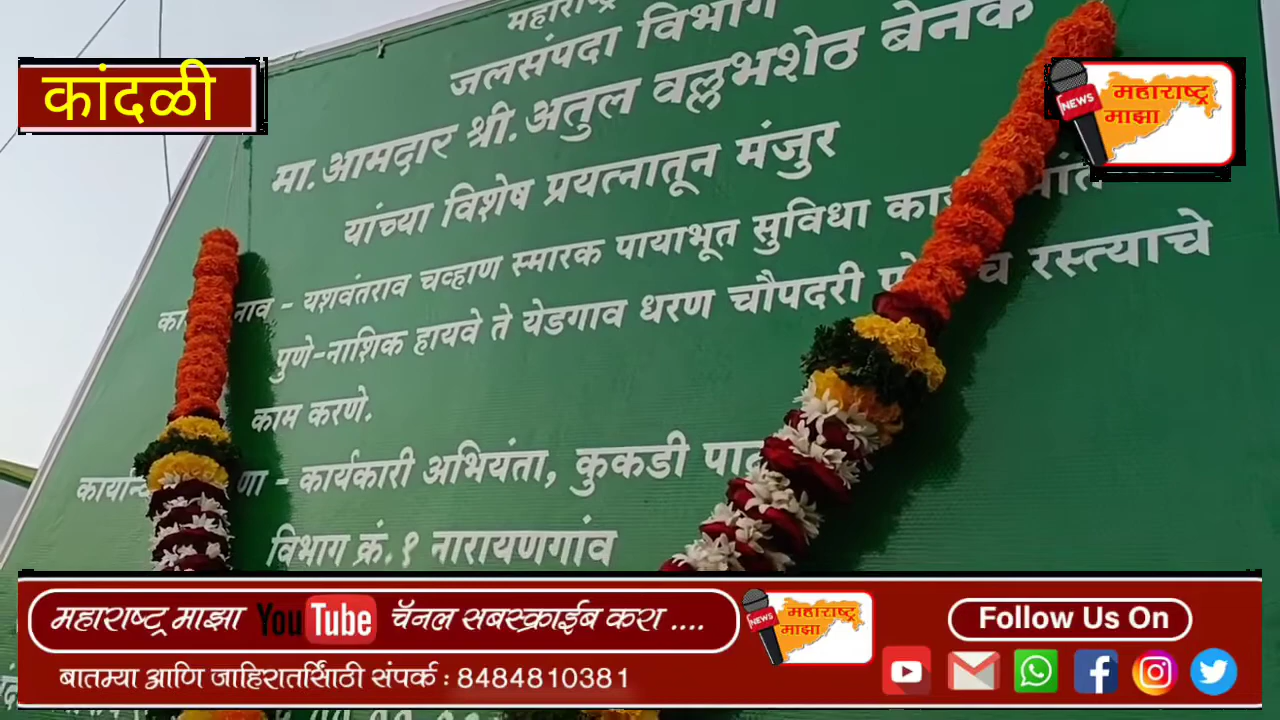 महाराष्ट्र
जलसंपदा विभाग
कांदळी
मा. आमदार श्री. अतुल वल्लभशेठ बेनके
NEWS महाराष्ट्र
माझा
यांच्या विशेष प्रयत्नातून मंजुर
नाव - यशवंतराव चव्हाण स्मारक पायाभूत सुविधा
पुणे-नाशिक हायवे ते येडगाव धरण चौपदरी रस्त्याचे
काम करणे.
- कार्यकारी अभियंता, कुकडी
विभाग क्रं.१ नारायणगांव
महाराष्ट्र माझा YouTube चॅनल सबस्क्राईब करा ....
NEWS महाराष्ट्र
माझा
Follow Us On
बातम्या आणि जाहिरातींसाठी संपर्क : 8484810381